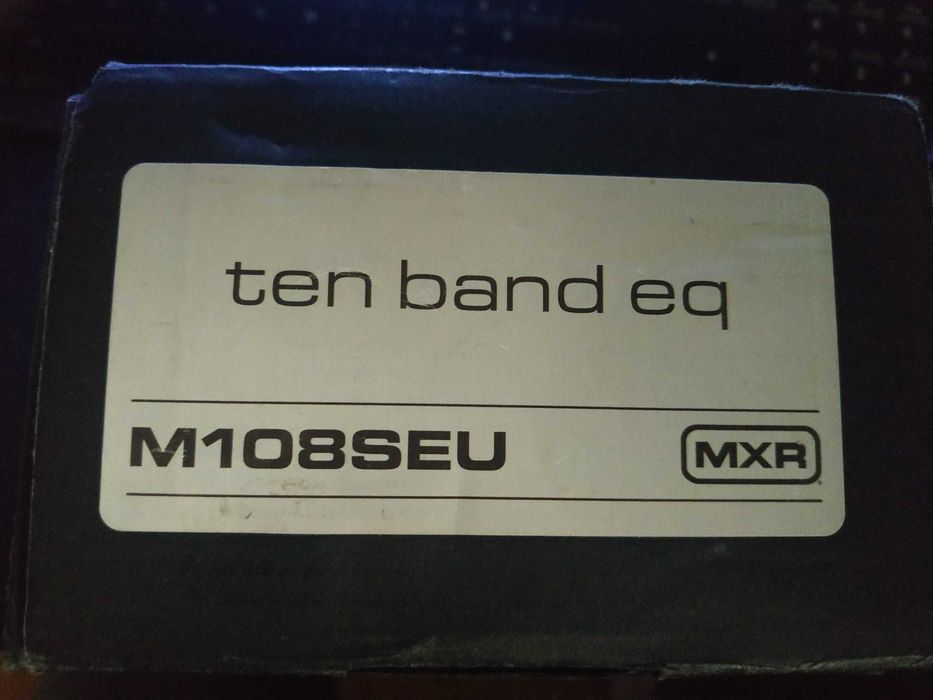 ten band eq
M108SEU
MXR